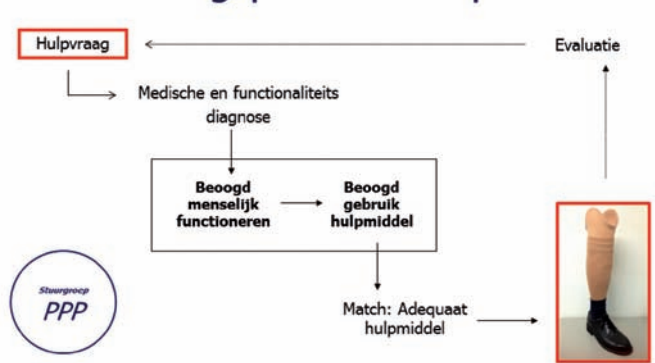 Hulpvraag
Evaluatie
Medische en functionaliteits
diagnose
Beoogd
menselijk
functioneren
Beoogd
gebruik
hulpmiddel
Match: Adequaat
hulpmiddel
Stuurgroep
PPP